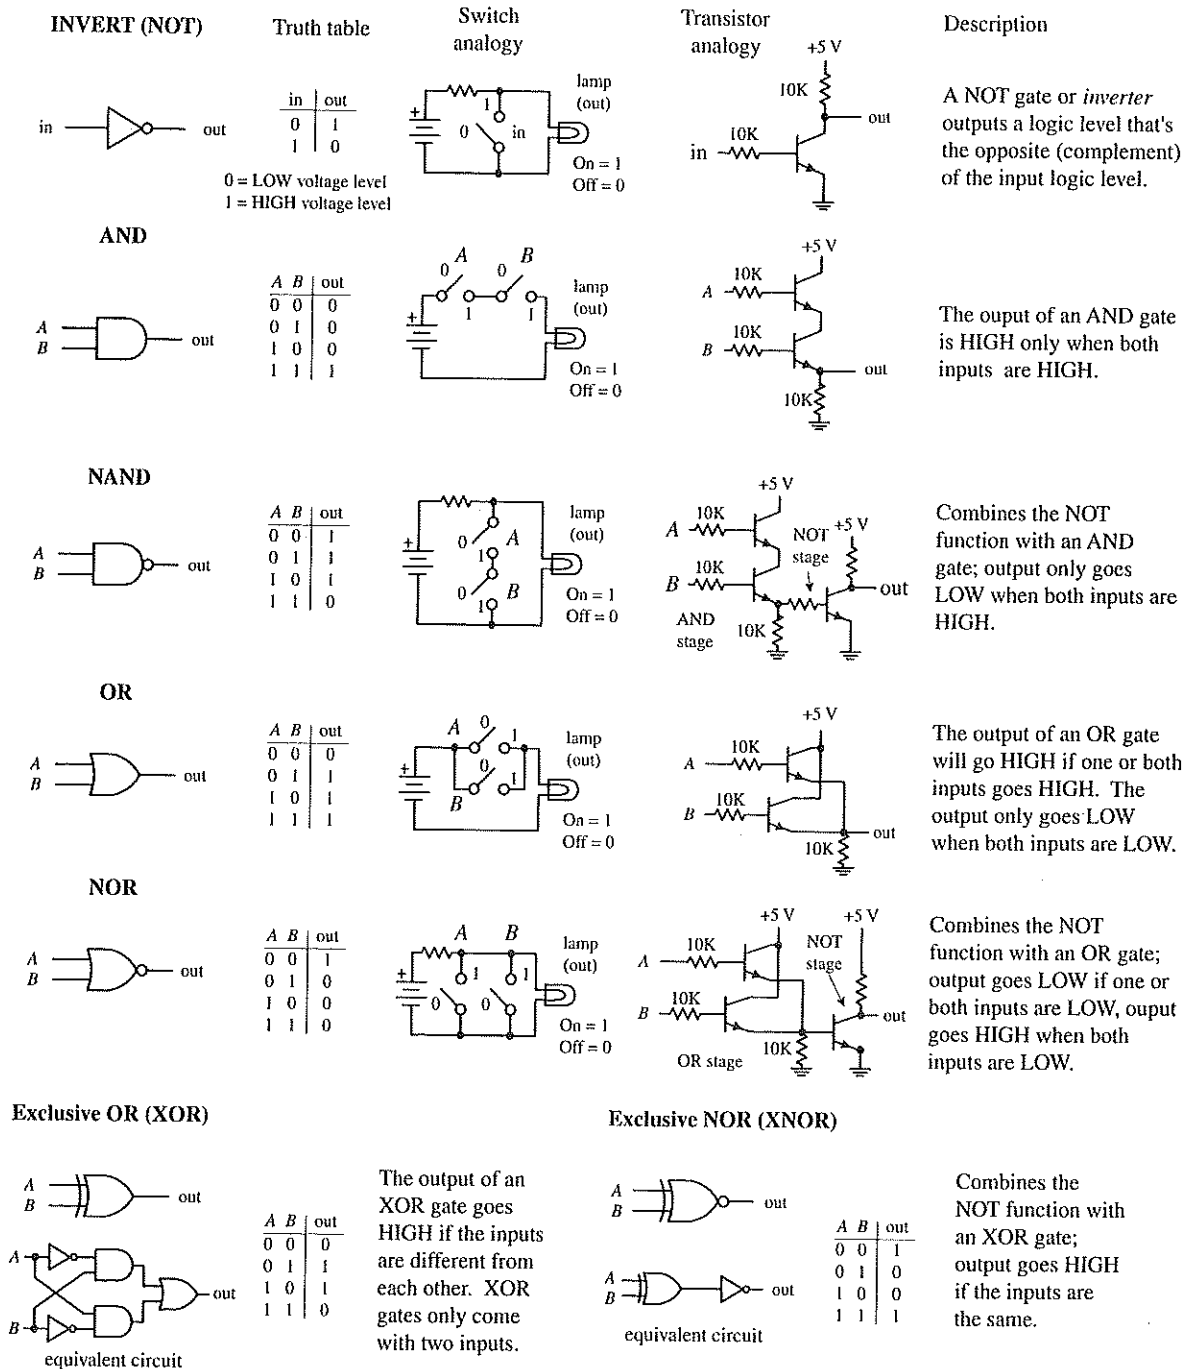 INVERT (NOT)
Truth table
Switch
analogy
Transistor
analogy
Description
in
out
in out
0 1
1 0
0 = LOW voltage level
1 = HIGH voltage level
+
1
0
in
lamp
(out)
On = 1
Off = 0
+5 V
10K
10K
in
out
A NOT gate or inverter
outputs a logic level that's
the opposite (complement)
of the input logic level.
AND
A
B
out
A B out
0 0 0
0 1 0
1 0 0
1 1 1
A B
0 0
1 1
+
lamp
(out)
On = 1
Off = 0
+5 V
A 10K
B 10K
out
10K
The ouput of an AND gate
is HIGH only when both
inputs are HIGH.
NAND
A
B
out
A B out
0 0 1
0 1 1
1 0 1
1 1 0
+
0 A
1
0 B
1
lamp
(out)
On = 1
Off = 0
+5 V
A 10K
B 10K
NOT
stage
+5 V
out
AND
stage
10K
Combines the NOT
function with an AND
gate; output only goes
LOW when both inputs are
HIGH.
OR
A
B
out
A B out
0 0 0
0 1 1
1 0 1
1 1 1
A 0 1
0 1
B
+
lamp
(out)
On = 1
Off = 0
+5 V
A 10K
B 10K
out
10K
The output of an OR gate
will go HIGH if one or both
inputs goes HIGH. The
output only goes LOW
when both inputs are LOW.
NOR
A
B
out
A B out
0 0 1
0 1 0
1 0 0
1 1 0
A B
+
1 1
0 0
lamp
(out)
On = 1
Off = 0
+5 V +5 V
A 10K
B 10K
NOT
stage
out
OR stage
10K
Combines the NOT
function with an OR gate;
output goes LOW if one or
both inputs are LOW, ouput
goes HIGH when both
inputs are LOW.
Exclusive OR (XOR)
A
B
out
A
B
out
equivalent circuit
A B out
0 0 0
0 1 1
1 0 1
1 1 0
The output of an
XOR gate goes
HIGH if the inputs
are different from
each other. XOR
gates only come
with two inputs.
Exclusive NOR (XNOR)
A
B
out
A
B
out
equivalent circuit
A B out
0 0 1
0 1 0
1 0 0
1 1 1
Combines the
NOT function with
an XOR gate;
output goes HIGH
if the inputs are
the same.